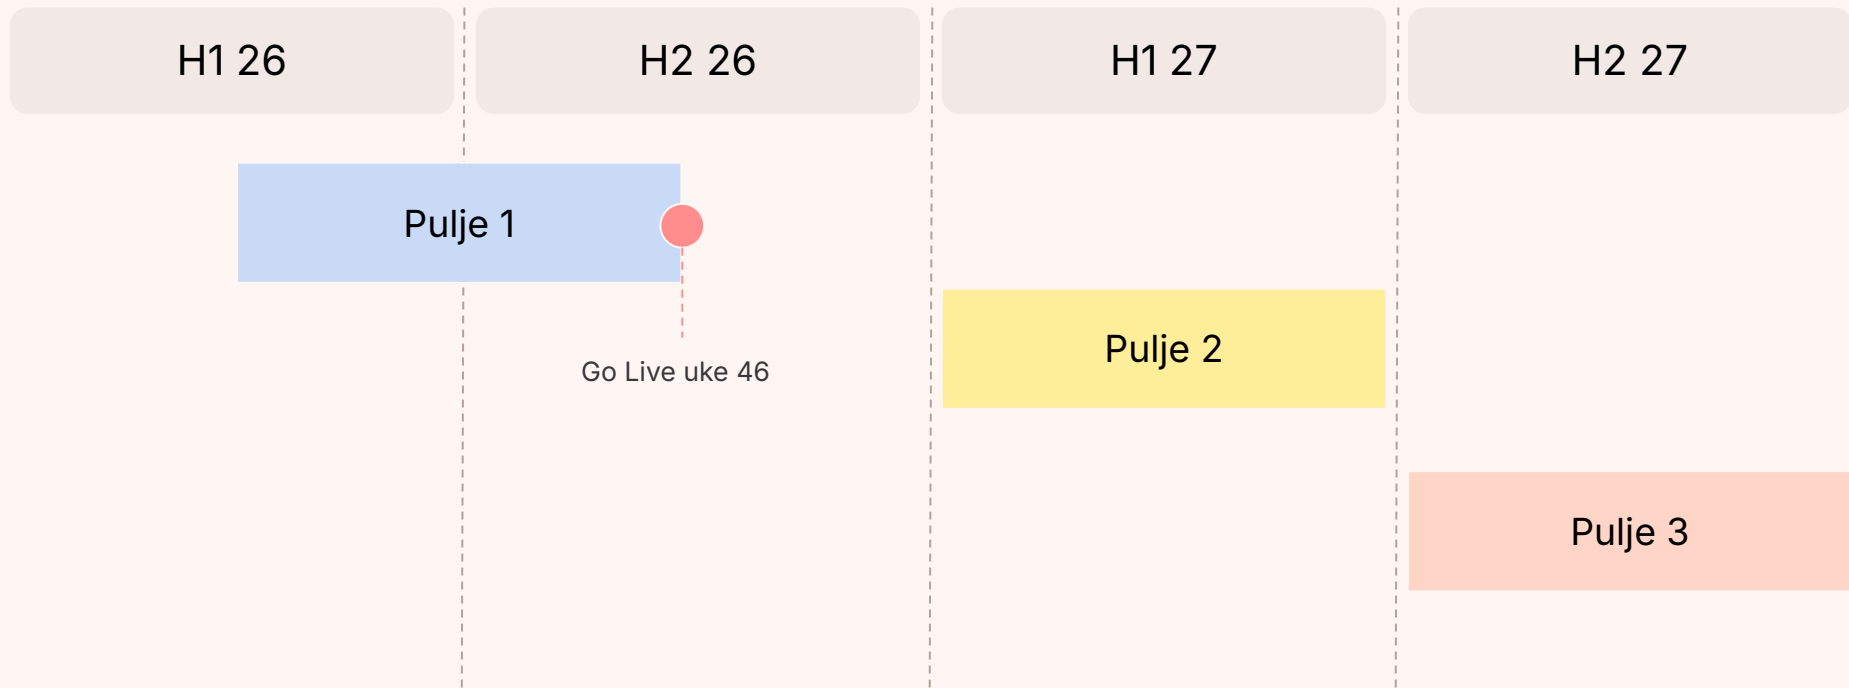 H1 26
H2 26
H1 27
H2 27
Pulje 1
Go Live uke 46
Pulje 2
Pulje 3